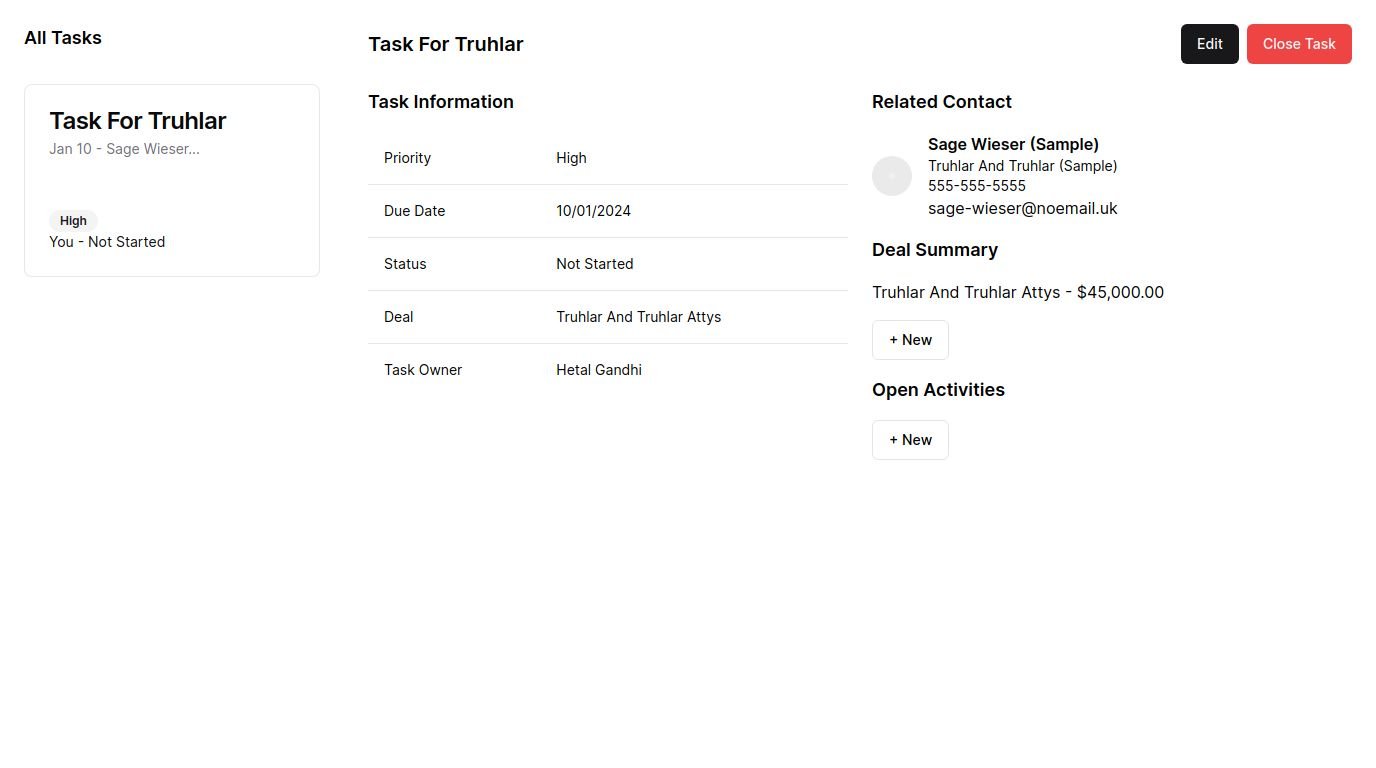 All Tasks
Task For Truhlar
Jan 10 - Sage Wieser...
High
You - Not Started
Task For Truhlar
Edit
Close Task
Task Information
Priority High
Due Date 10/01/2024
Status Not Started
Deal Truhlar And Truhlar Attys
Task Owner Hetal Gandhi
Related Contact
Sage Wieser (Sample)
Truhlar And Truhlar (Sample)
555-555-5555
sage-wieser@noemail.uk
Deal Summary
Truhlar And Truhlar Attys - $45,000.00
+ New
Open Activities
+ New